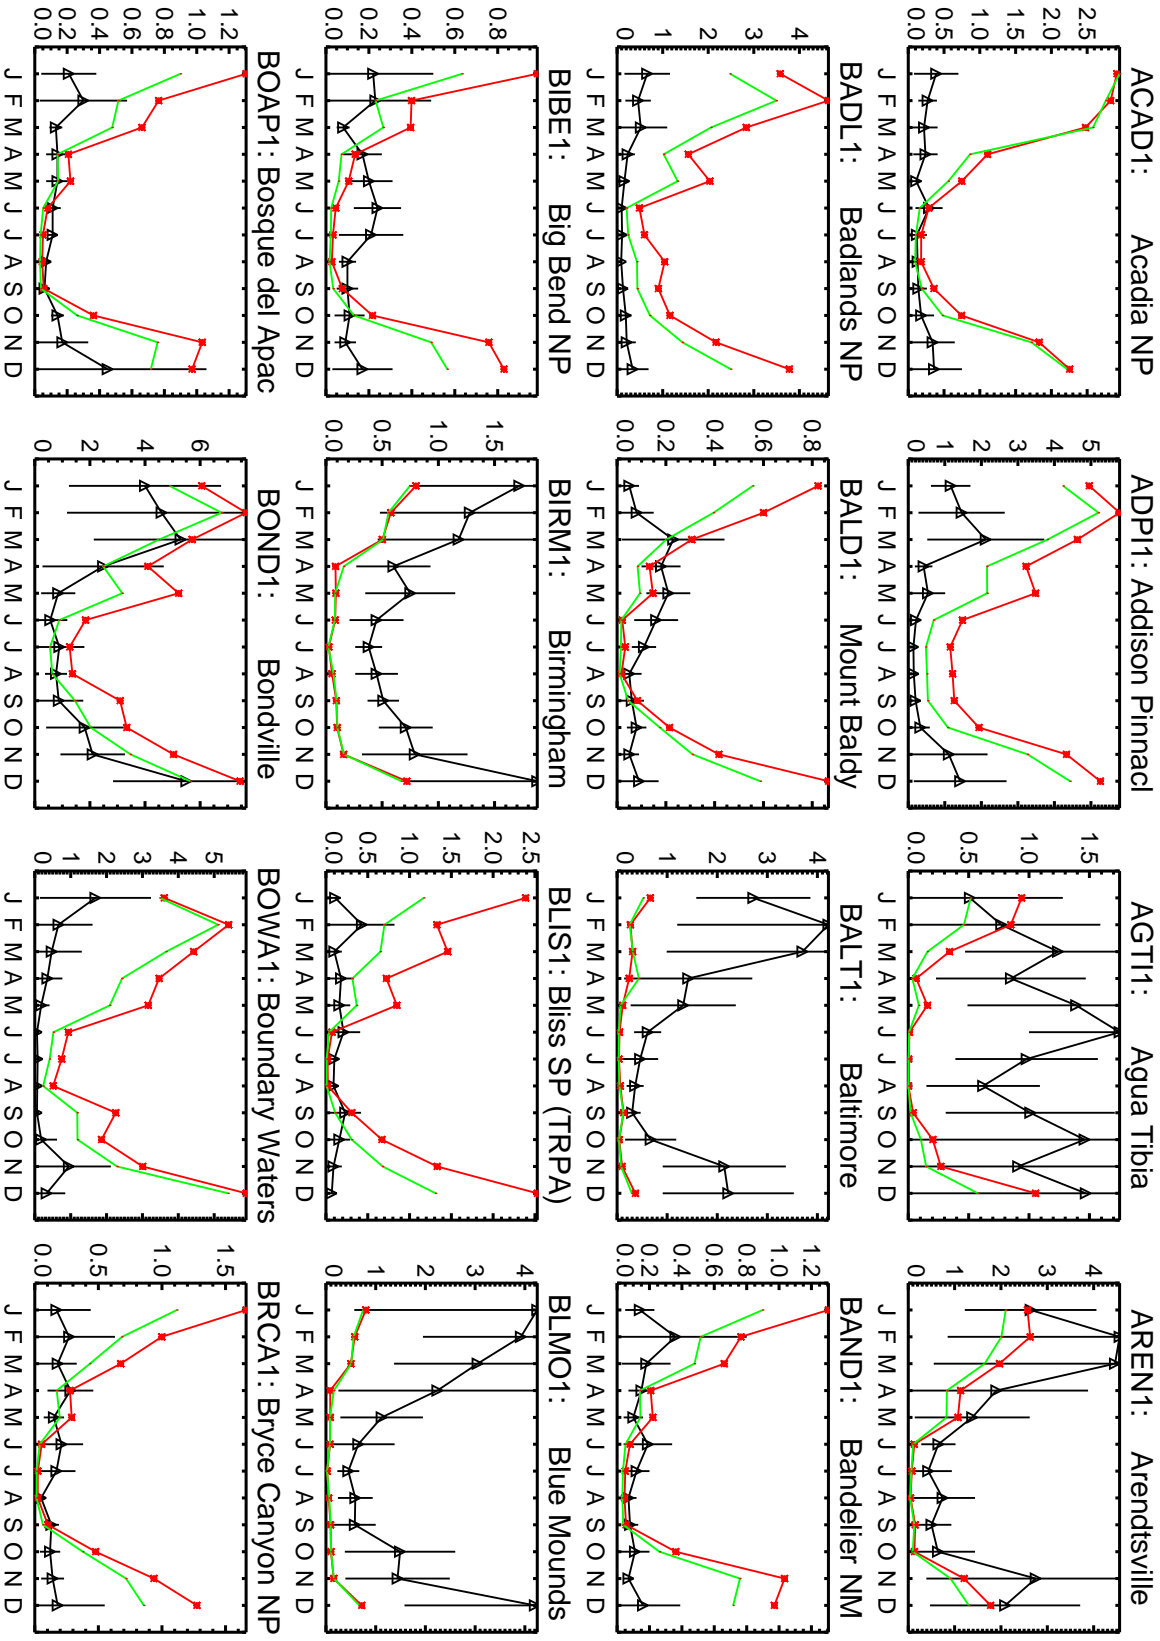 ACAD1: Acadia NP
2.5
2.0
1.0
0.5
0.0
J F M A M J J A S O N D
ADPI1: Addison Pinnacl
5
3
2
1
0
J F M A M J J A S O N D
AGTI1: Agua Tibia
1.5
1.0
0.5
0.0
J F M A M J J A S O N D
AREN1: Arendtsville
4
3
2
1
0
J F M A M J J A S O N D
BADL1: Badlands NP
4
2
1
0
J F M A M J J A S O N D
BALD1: Mount Baldy
0.8
0.6
0.4
0.2
0.0
J F M A M J J A S O N D
BALT1: Baltimore
4
3
2
1
0
J F M A M J J A S O N D
BAND1: Bandelier NM
1.2
1.0
0.8
0.6
0.4
0.2
0.0
J F M A M J J A S O N D
BIBE1: Big Bend NP
0.8
0.6
0.4
0.2
0.0
J F M A M J J A S O N D
BIRM1: Birmingham
1.5
1.0
0.5
0.0
J F M A M J J A S O N D
BLIS1: Bliss SP (TRPA)
2.5
2.0
1.5
1.0
0.5
0.0
J F M A M J J A S O N D
BLMO1: Blue Mounds
4
3
2
1
0
J F M A M J J A S O N D
BOAP1: Bosque del Apac
1.2
1.0
0.8
0.6
0.4
0.2
0.0
J F M A M J J A S O N D
BOND1: Bondville
6
4
2
0
J F M A M J J A S O N D
BOWA1: Boundary Waters
5
4
3
1
0
J F M A M J J A S O N D
BRCA1: Bryce Canyon NP
1.5
1.0
0.5
0.0
J F M A M J J A S O N D